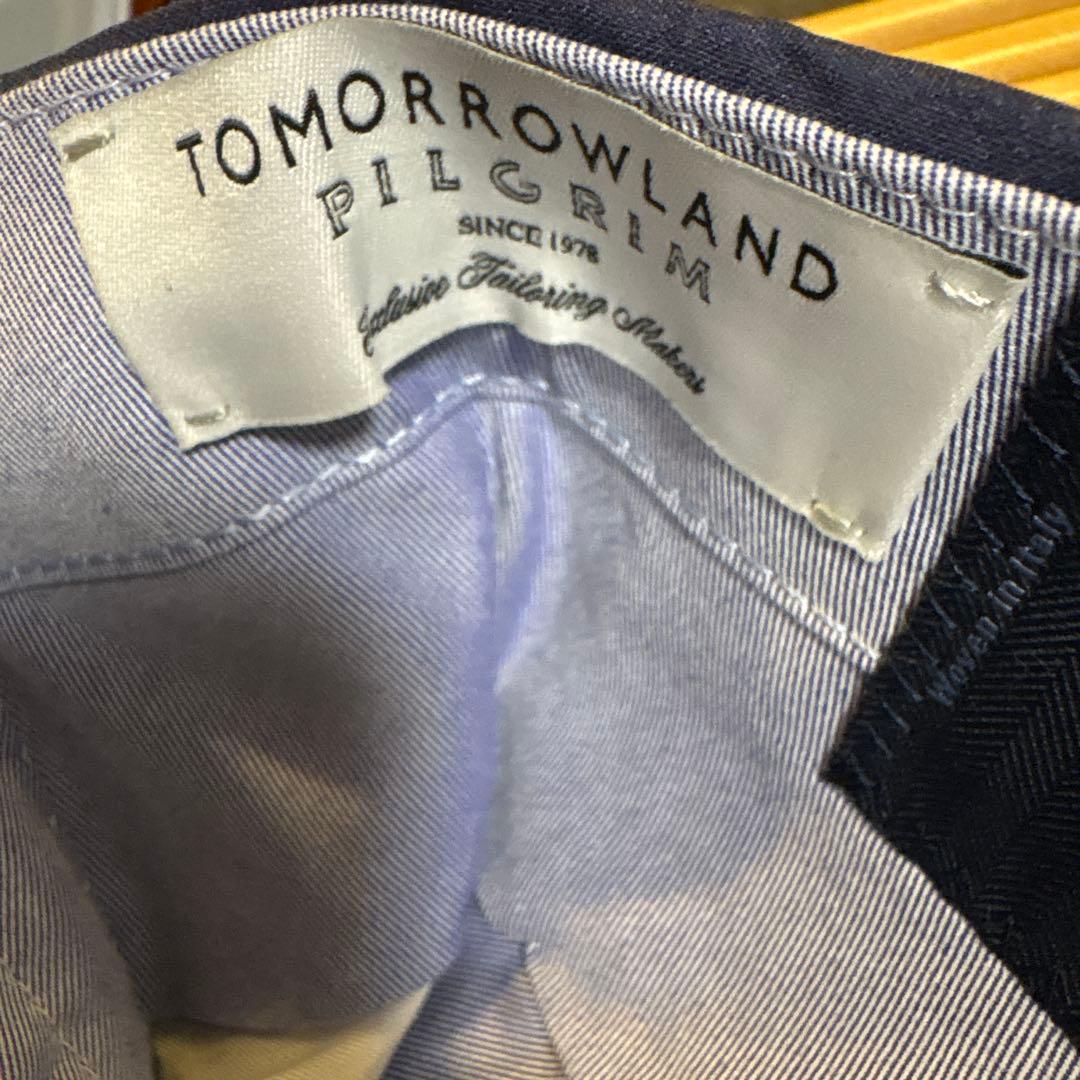 TOMORROWLAND
PILGRIM
SINCE 1978
Exclusive Tailoring Makers
Woven in Italy